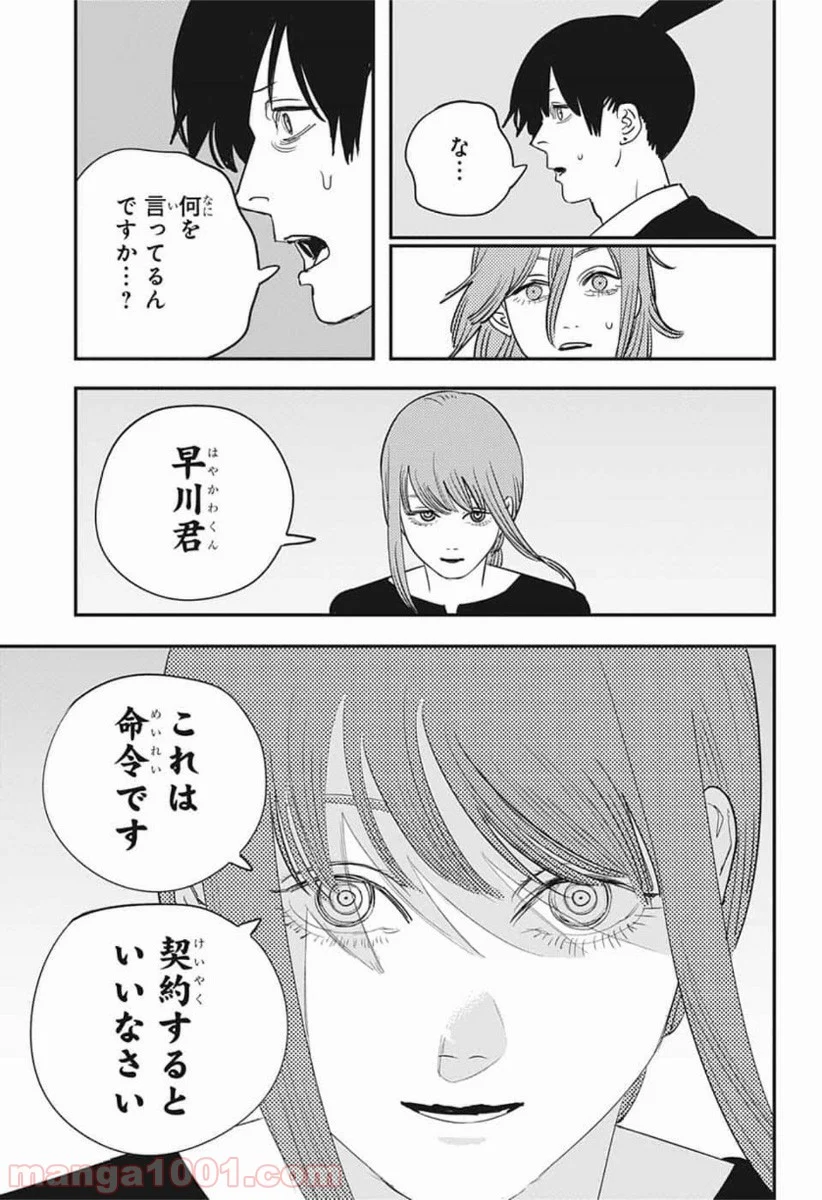 な…
何を
言ってるん
ですか…?
早川君
これは
命令です
契約すると
いいなさい
manga1001.com